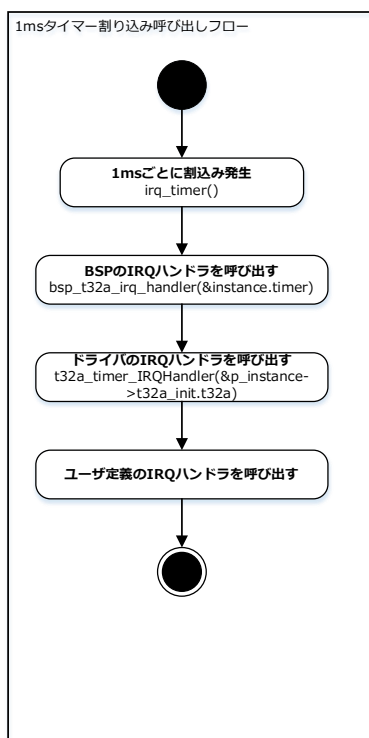 1msタイマー割り込み呼び出しフロー
1msごとに割込み発生
irq_timer()
BSPのIRQハンドラを呼び出す
bsp_t32a_irq_handler(&instance.timer)
ドライバのIRQハンドラを呼び出す
t32a_timer_IRQHandler(&p_instance-
>t32a_init.t32a)
ユーザ定義のIRQハンドラを呼び出す